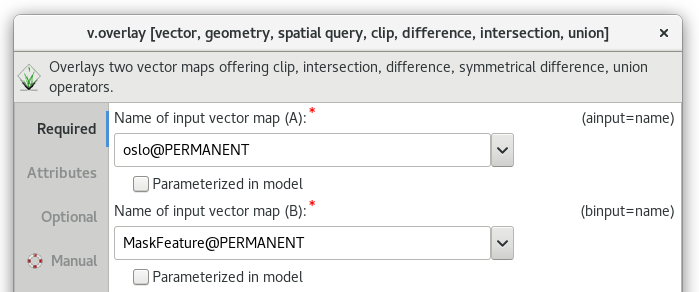 v.overlay [vector, geometry, spatial query, clip, difference, intersection, union]
×
Overlays two vector maps offering clip, intersection, difference, symmetrical difference, union
operators.
Required
Attributes
Optional
Manual
Name of input vector map (A):* (ainput=name)
oslo@PERMANENT
Parameterized in model
Name of input vector map (B):* (binput=name)
MaskFeature@PERMANENT
Parameterized in model